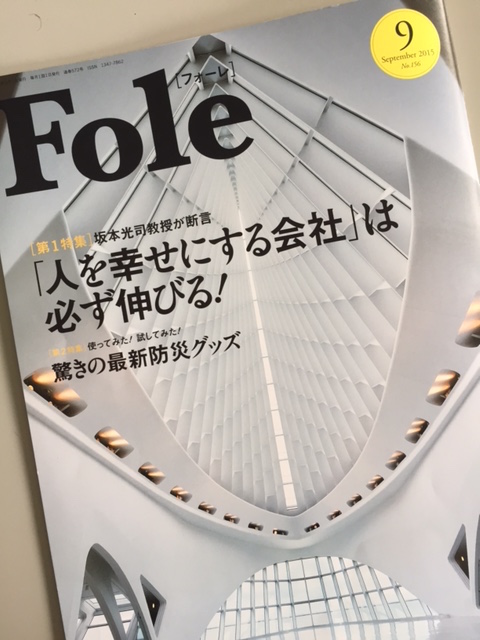 9
September 2015
No.156
[フォーレ]
Fole
[第1特集]坂本光司教授が断言
「人を幸せにする会社」は
必ず伸びる!
使ってみた!試してみた!
驚きの最新防災グッズ